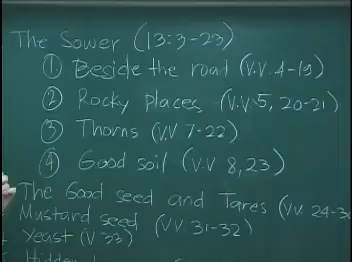 The Sower (13:3-23)
① Beside the road (v.v. 4-19)
② Rocky places (v.v 5, 20-21)
③ Thorns (v.v 7-22)
④ Good soil (v.v 8,23)
The Good seed and Tares (v.v. 24-30
Mustard seed (v.v. 31-32)
Yeast (v. 33)
Hidden